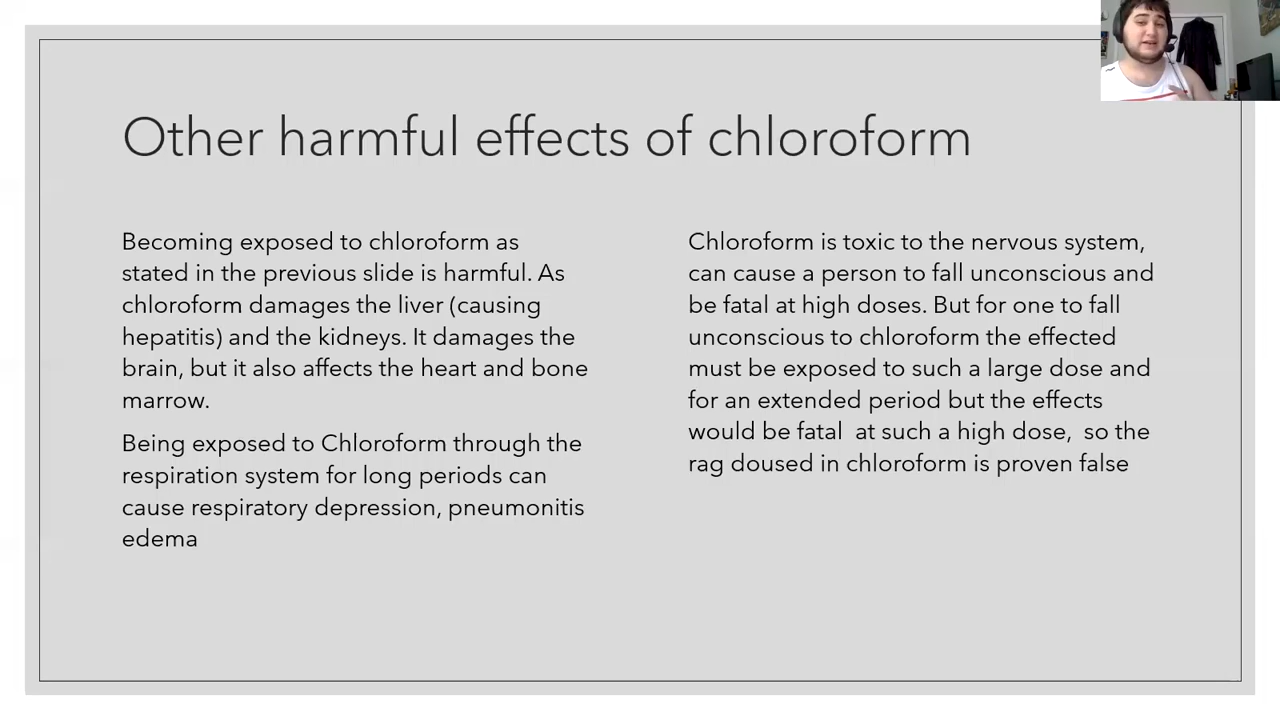 Other harmful effects of chloroform
Becoming exposed to chloroform as
stated in the previous slide is harmful. As
chloroform damages the liver (causing
hepatitis) and the kidneys. It damages the
brain, but it also affects the heart and bone
marrow.
Being exposed to Chloroform through the
respiration system for long periods can
cause respiratory depression, pneumonitis
edema
Chloroform is toxic to the nervous system,
can cause a person to fall unconscious and
be fatal at high doses. But for one to fall
unconscious to chloroform the effected
must be exposed to such a large dose and
for an extended period but the effects
would be fatal  at such a high dose,  so the
rag doused in chloroform is proven false